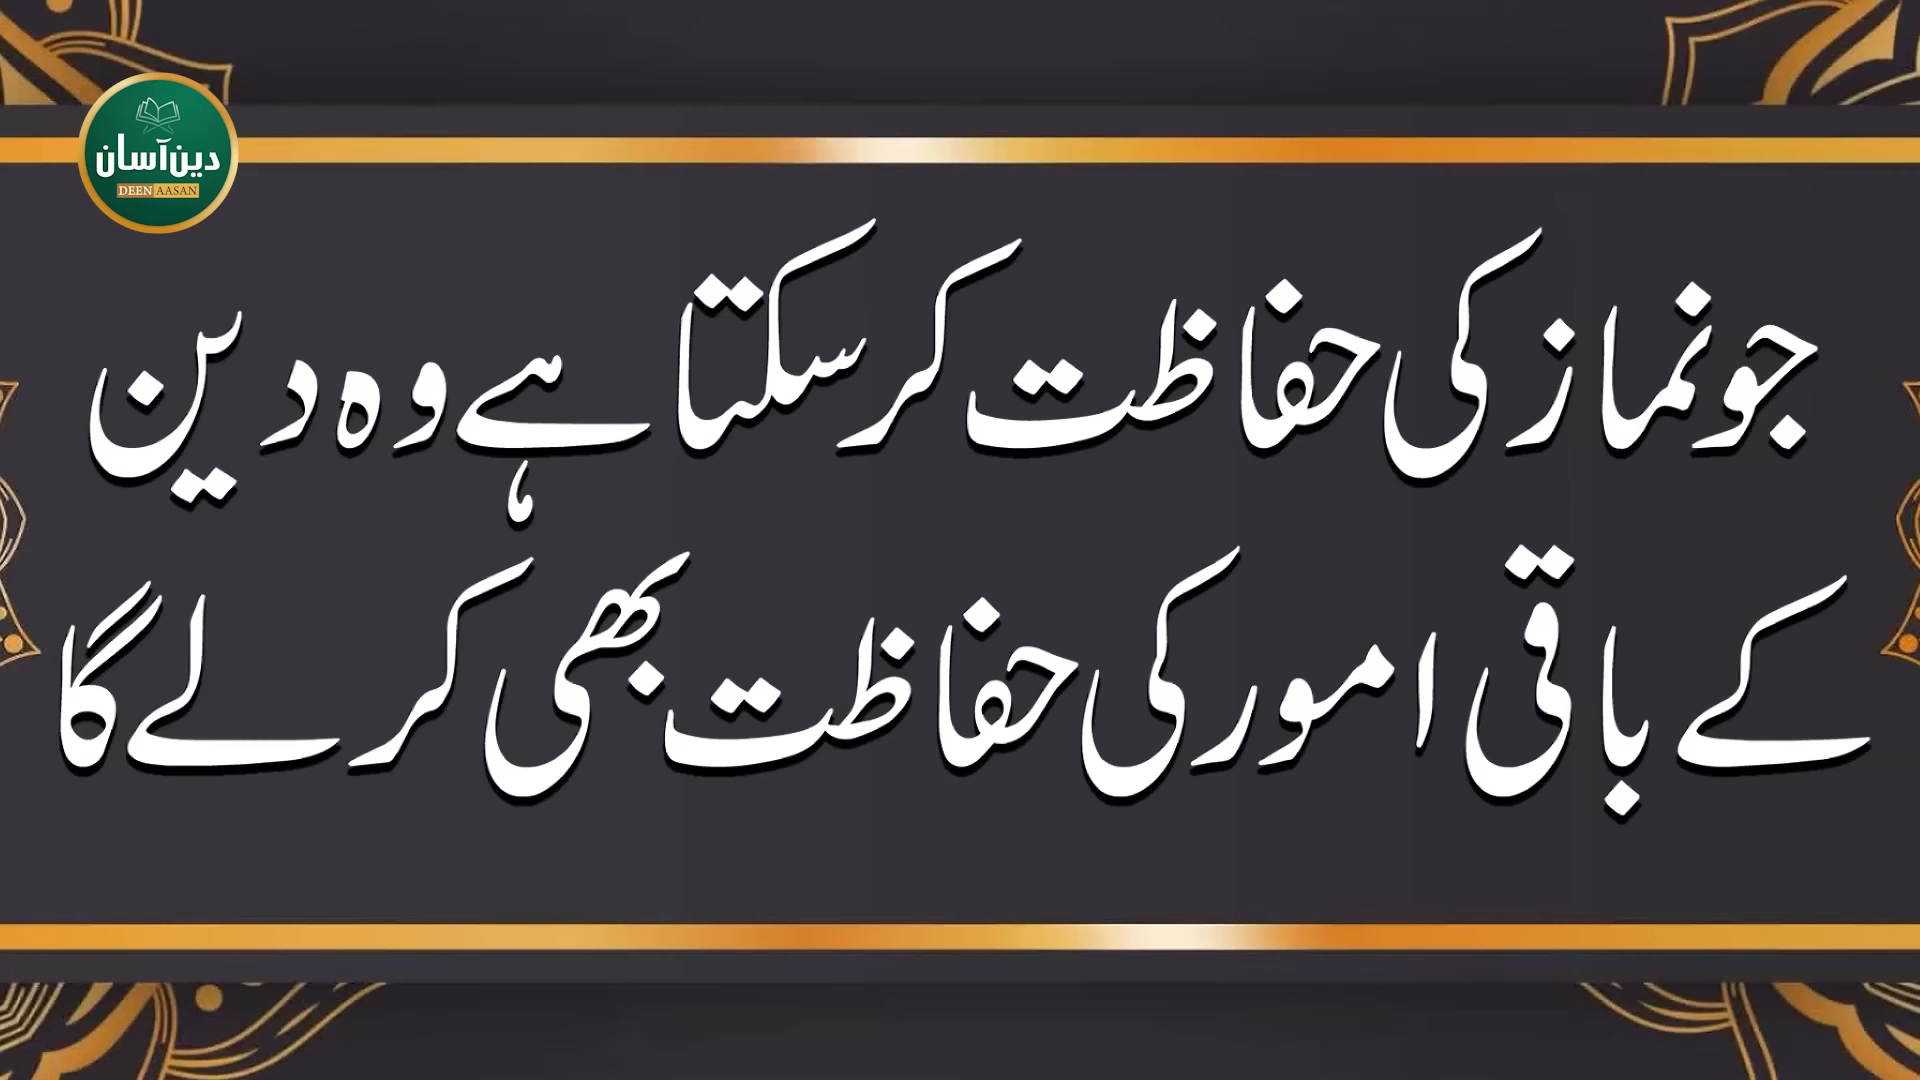 دین آسان
DEEN AASAN
جو نماز کی حفاظت کر سکتا ہے وہ دین
کے باقی امور کی حفاظت بھی کر لے گا